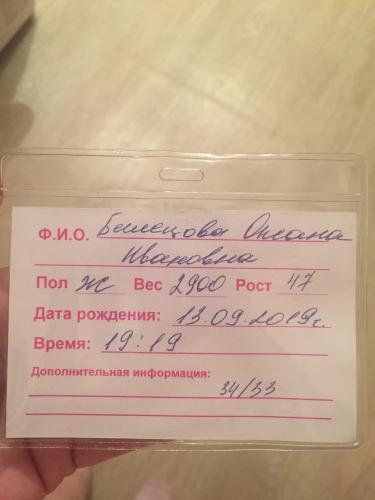 Ф.И.О. Белецова Оксана
Ивановна
Пол Ж Вес 2900 Рост 47
Дата рождения: 13.09.2019г.
Время: 19:19
Дополнительная информация:
34/33